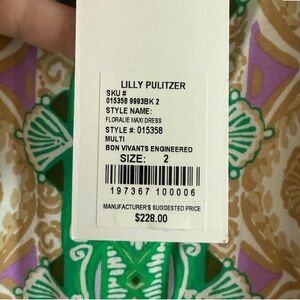 LILLY PULITZER
SKU #
015358 9993BK 2
STYLE NAME:
FLORALIE MAXI DRESS
STYLE #: 015358
MULTI
BON VIVANTS ENGINEERED
SIZE: 2
197367 100006
MANUFACTURER'S SUGGESTED PRICE
$228.00